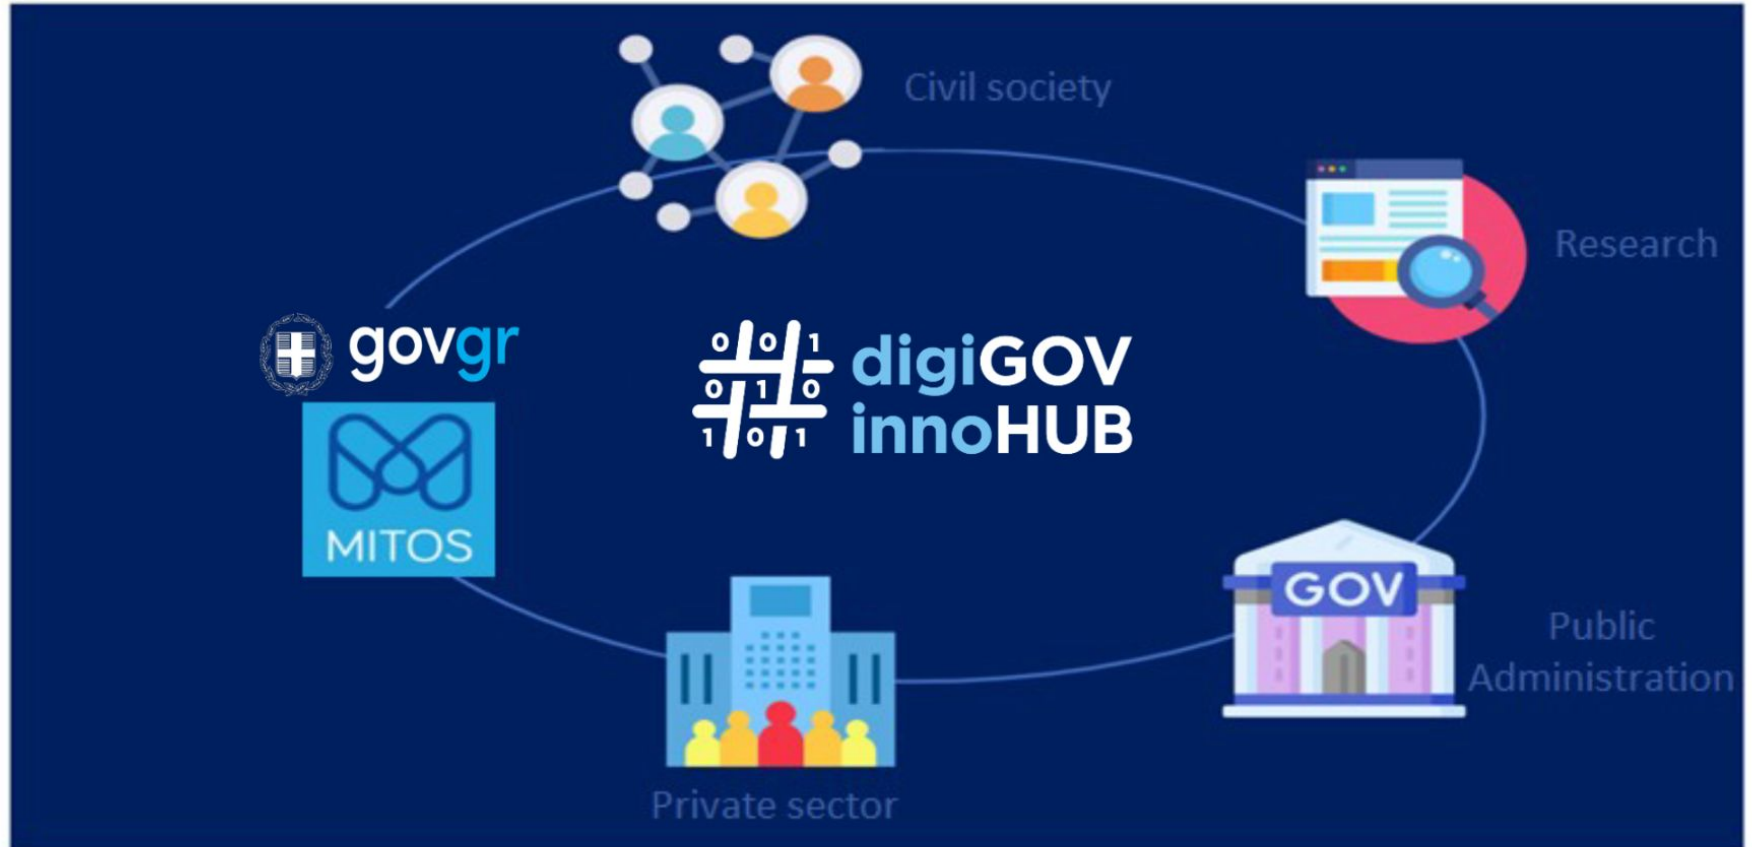 Civil society
Research
govgr
0 0 1
0 1 0
1 0 1
digiGOV
innoHUB
MITOS
GOV
Public
Administration
Private sector